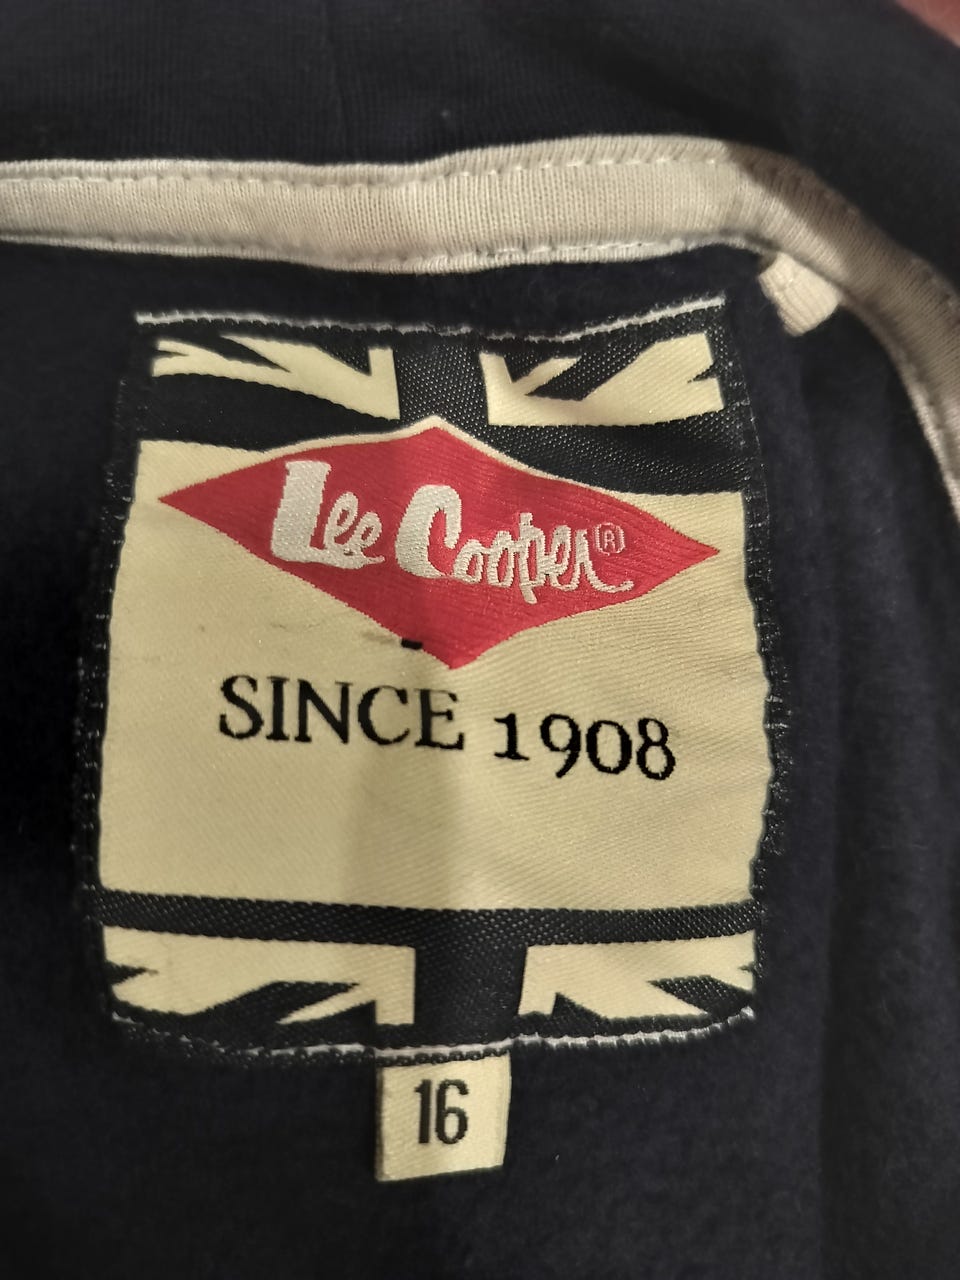 Lee Cooper®
SINCE 1908
16